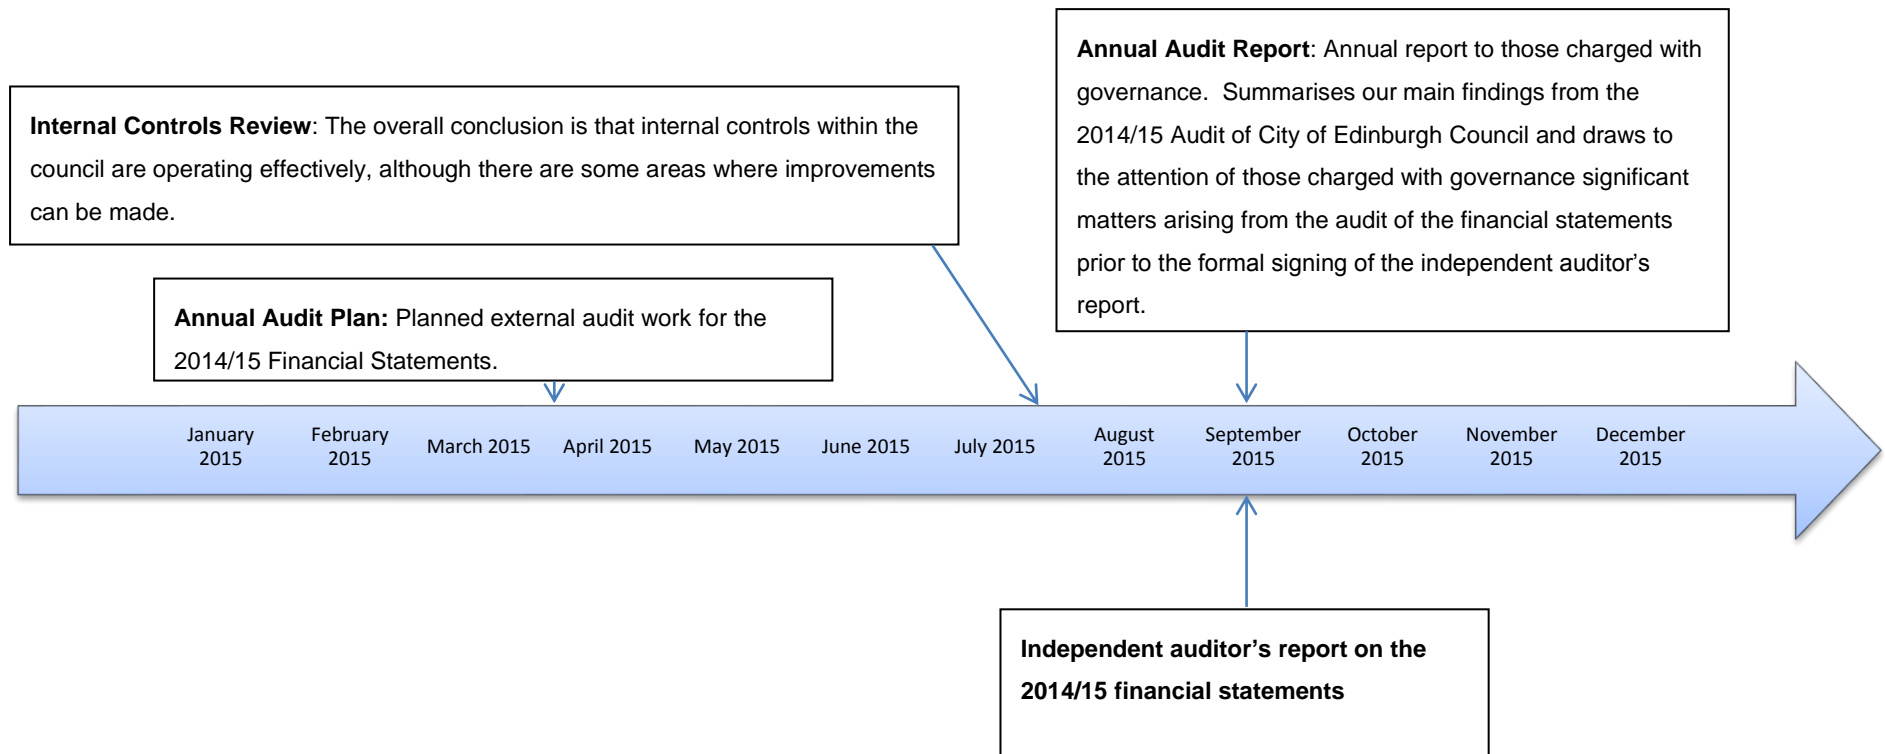 Annual Audit Report: Annual report to those charged with
governance.  Summarises our main findings from the
2014/15 Audit of City of Edinburgh Council and draws to
the attention of those charged with governance significant
matters arising from the audit of the financial statements
prior to the formal signing of the independent auditor’s
report.
Internal Controls Review: The overall conclusion is that internal controls within the
council are operating effectively, although there are some areas where improvements
can be made.
Annual Audit Plan: Planned external audit work for the
2014/15 Financial Statements.
January
2015
February
2015
March 2015
April 2015
May 2015
June 2015
July 2015
August
2015
September
2015
October
2015
November
2015
December
2015
Independent auditor’s report on the
2014/15 financial statements